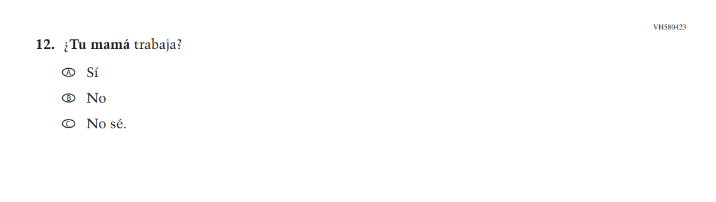 VH580423
12. ¿Tu mamá trabaja?
A Sí
B No
C No sé.